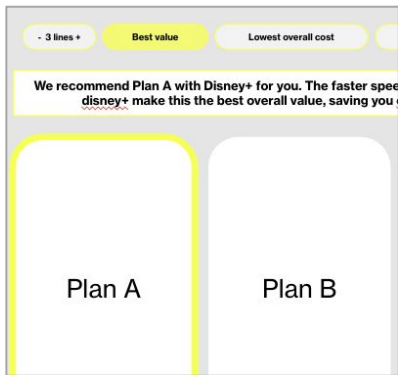 - 3 lines + Best value Lowest overall cost
We recommend Plan A with Disney+ for you. The faster
disney+ make this the best overall value, saving you
Plan A Plan B